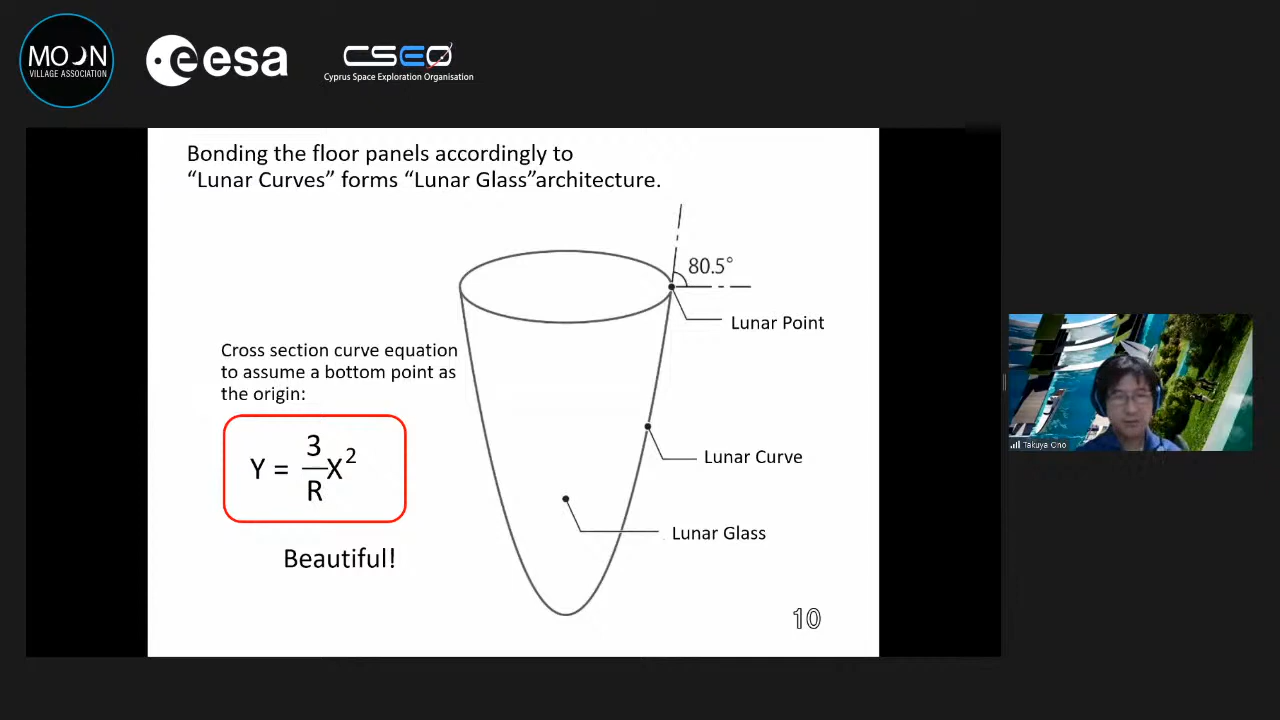 MOON
VILLAGE ASSOCIATION
esa
CSEO
Cyprus Space Exploration Organisation
Bonding the floor panels accordingly to
“Lunar Curves” forms “Lunar Glass”architecture.
80.5°
Lunar Point
Cross section curve equation
to assume a bottom point as
the origin:
Y = 3/R X²
Beautiful!
Lunar Curve
Lunar Glass
10
Takuya Ono